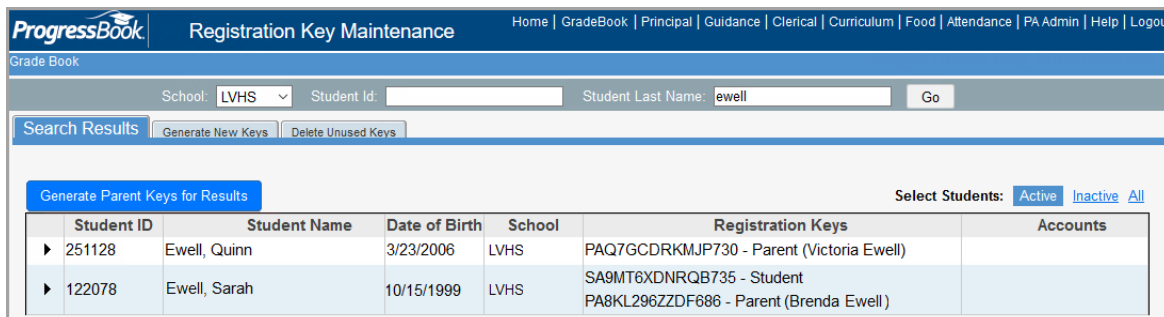 ProgressBook Registration Key Maintenance Home | GradeBook | Principal | Guidance | Clerical | Curriculum | Food | Attendance | PA Admin | Help | Logou
Grade Book
School: LVHS Student Id: Student Last Name: ewell Go
Search Results Generate New Keys Delete Unused Keys
Generate Parent Keys for Results Select Students: Active Inactive All
Student ID Student Name Date of Birth School Registration Keys Accounts
251128 Ewell, Quinn 3/23/2006 LVHS PAQ7GCDRKMJP730 - Parent (Victoria Ewell)
122078 Ewell, Sarah 10/15/1999 LVHS SA9MT6XDNRQB735 - Student
PA8KL296ZZDF686 - Parent (Brenda Ewell)